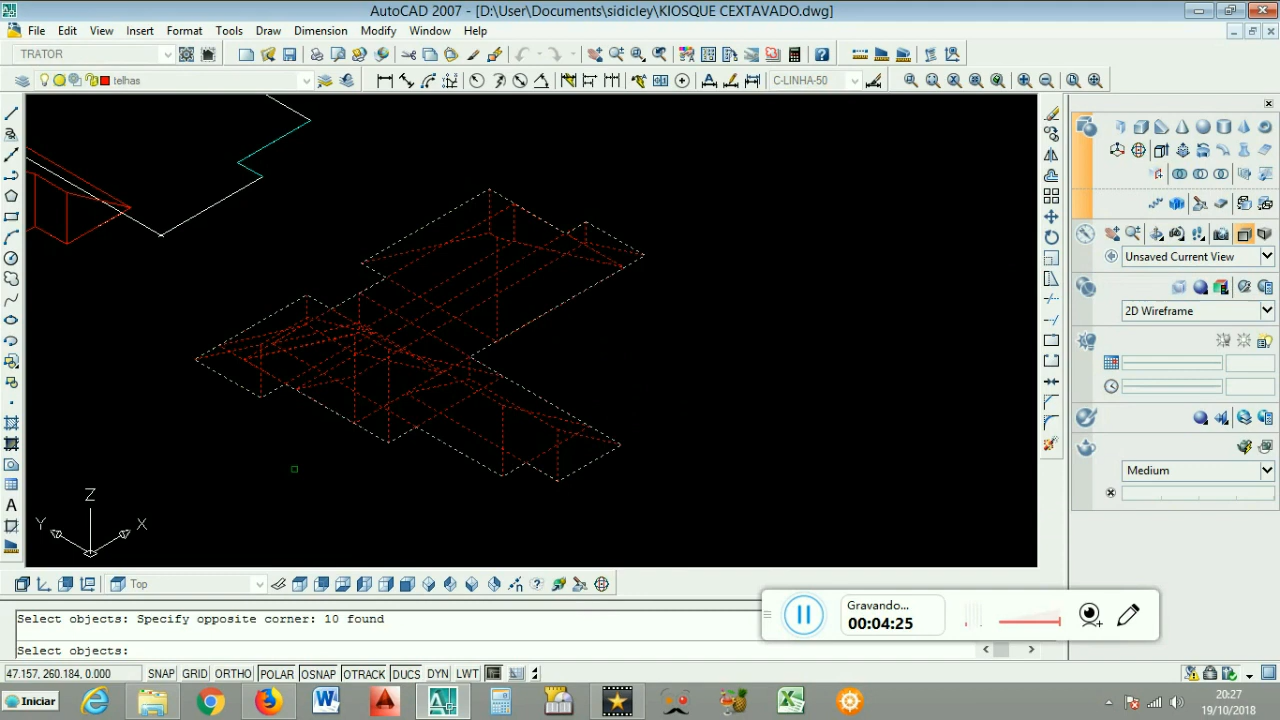 AutoCAD 2007 - [D:\User\Documents\sidicley\KIOSQUE CEXTAVADO.dwg]
File Edit View Insert Format Tools Draw Dimension Modify Window Help
TRATOR
telhas
C-LINHA-50
Unsaved Current View
2D Wireframe
Medium
Z
Y
X
A
Top
Gravando...
00:04:25
Select objects: Specify opposite corner: 10 found
Select objects:
47.157, 260.184, 0.000 SNAP GRID ORTHO POLAR OSNAP OTRACK DUCS DYN LWT
Iniciar
20:27
19/10/2018